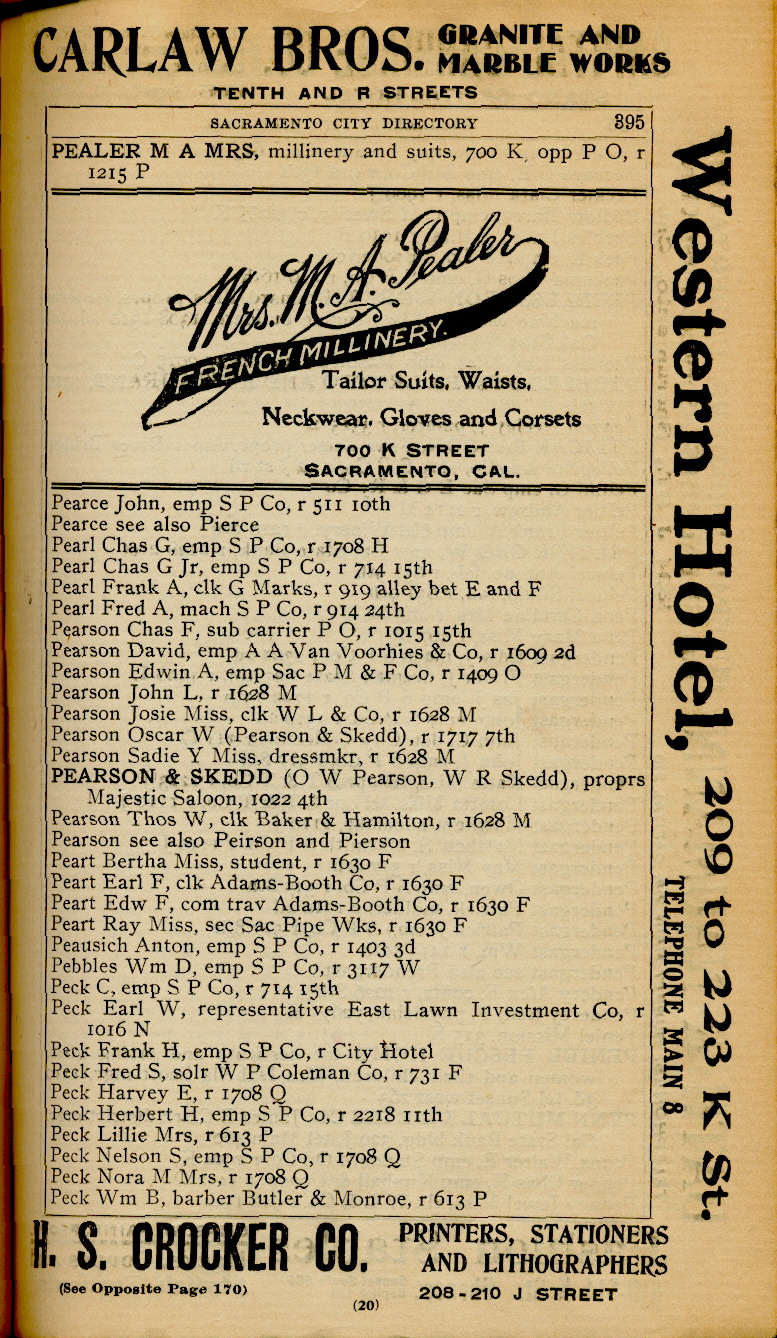 CARLAW BROS. GRANITE AND MARBLE WORKS
TENTH AND R STREETS
SACRAMENTO CITY DIRECTORY 395
PEALER M A MRS, millinery and suits, 700 K, opp P O, r
1215 P
Mrs. M. A. Pealer
FRENCH MILLINERY.
Tailor Suits, Waists,
Neckwear, Gloves and Corsets
700 K STREET
SACRAMENTO, CAL.
Pearce John, emp S P Co, r 511 10th
Pearce see also Pierce
Pearl Chas G, emp S P Co, r 1708 H
Pearl Chas G Jr, emp S P Co, r 714 15th
Pearl Frank A, clk G Marks, r 919 alley bet E and F
Pearl Fred A, mach S P Co, r 914 24th
Pearson Chas F, sub carrier P O, r 1015 15th
Pearson David, emp A A Van Voorhies & Co, r 1609 2d
Pearson Edwin A, emp Sac P M & F Co, r 1409 O
Pearson John L, r 1628 M
Pearson Josie Miss, clk W L & Co, r 1628 M
Pearson Oscar W (Pearson & Skedd), r 1717 7th
Pearson Sadie Y Miss, dressmkr, r 1628 M
PEARSON & SKEDD (O W Pearson, W R Skedd), proprs
Majestic Saloon, 1022 4th
Pearson Thos W, clk Baker & Hamilton, r 1628 M
Pearson see also Peirson and Pierson
Peart Bertha Miss, student, r 1630 F
Peart Earl F, clk Adams-Booth Co, r 1630 F
Peart Edw F, com trav Adams-Booth Co, r 1630 F
Peart Ray Miss, sec Sac Pipe Wks, r 1630 F
Peausich Anton, emp S P Co, r 1403 3d
Pebbles Wm D, emp S P Co, r 3117 W
Peck C, emp S P Co, r 714 15th
Peck Earl W, representative East Lawn Investment Co, r
1016 N
Peck Frank H, emp S P Co, r City Hotel
Peck Fred S, solr W P Coleman Co, r 731 F
Peck Harvey E, r 1708 Q
Peck Herbert H, emp S P Co, r 2218 11th
Peck Lillie Mrs, r 613 P
Peck Nelson S, emp S P Co, r 1708 Q
Peck Nora M Mrs, r 1708 Q
Peck Wm B, barber Butler & Monroe, r 613 P
Western Hotel, 209 to 223 K St.
TELEPHONE MAIN 8
H. S. CROCKER CO. PRINTERS, STATIONERS
AND LITHOGRAPHERS
(See Opposite Page 170) 208-210 J STREET
(20)